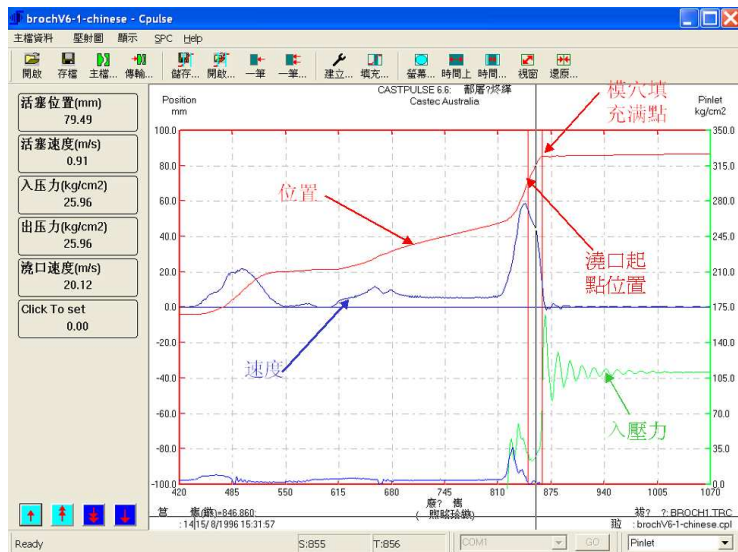 brochV6-1-chinese - Cpulse
主檔資料 壓射圖 顯示 SPC Help
開啟 存檔 主檔... 傳輸... 儲存... 開啟... 一筆 一筆... 建立... 填充... 螢幕... 時間上 時間... 視窗 還原...
活塞位置(mm)
79.49
活塞速度(m/s)
0.91
入压力(kg/cm2)
25.96
出压力(kg/cm2)
25.96
澆口速度(m/s)
20.12
Click To set
0.00
CASTPULSE 6.6:
Castec Australia
Position
mm
Pinlet
kg/cm2
模穴填
充满點
位置
澆口起
點位置
速度
入壓力
100.0
80.0
60.0
40.0
20.0
0.0
-20.0
-40.0
-60.0
-80.0
-100.0
350.0
315.0
280.0
245.0
210.0
175.0
140.0
110.0
70.0
35.0
0.0
420 485 550 615 680 745 810 875 940 1005 1070
=846.860:
: 14 15/ 8/1996 15:31:57
?: BROCH1.TRC
: brochV6-1-chinese.cpl
Ready S:855 T:856 COM1 GO Pinlet